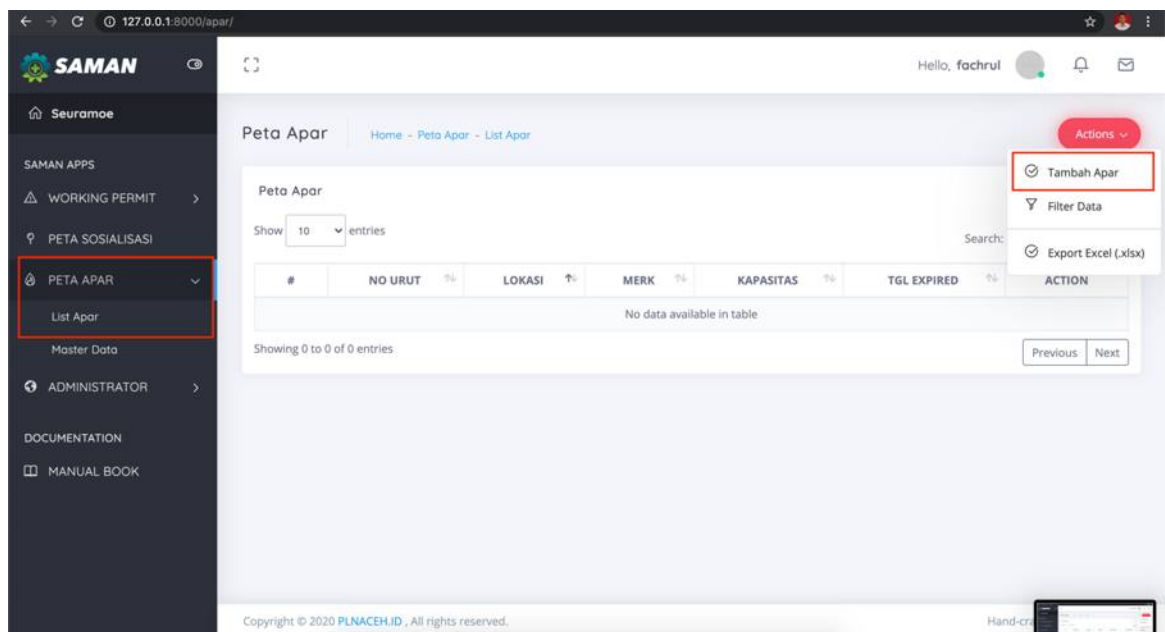 127.0.0.1:8000/apar/
SAMAN
Hello, fachrul
Seuramoe
Peta Apar
Home - Peta Apar - List Apar
Actions
SAMAN APPS
Tambah Apar
WORKING PERMIT
Peta Apar
Filter Data
Show 10 entries
PETA SOSIALISASI
Search:
Export Excel (.xlsx)
PETA APAR
# NO URUT LOKASI MERK KAPASITAS TGL EXPIRED ACTION
List Apar
No data available in table
Master Data
Showing 0 to 0 of 0 entries
Previous Next
ADMINISTRATOR
DOCUMENTATION
MANUAL BOOK
Copyright © 2020 PLNACEH.ID , All rights reserved.